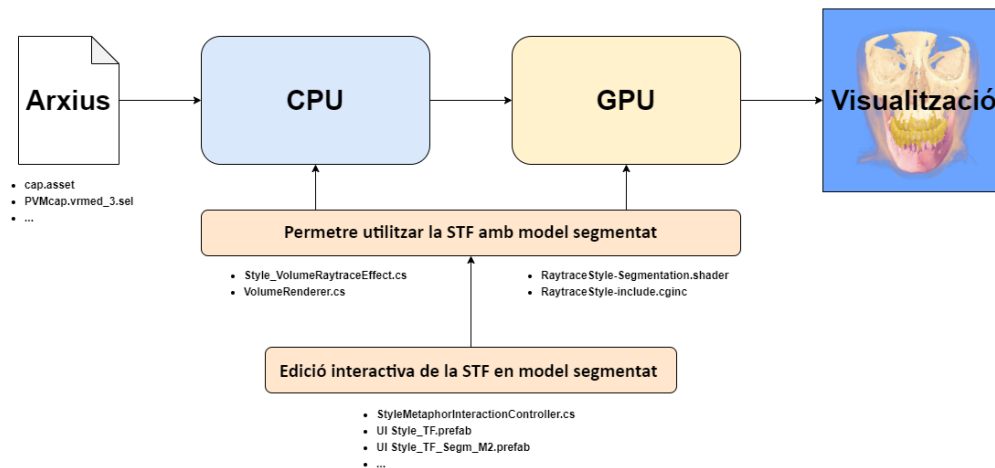 Arxius
CPU
GPU
Visualització
• cap.asset
• PVMcap.vrmed_3.sel
• ...
Permetre utilitzar la STF amb model segmentat
• Style_VolumeRaytraceEffect.cs
• VolumeRenderer.cs
• RaytraceStyle-Segmentation.shader
• RaytraceStyle-include.cginc
Edició interactiva de la STF en model segmentat
• StyleMetaphorInteractionController.cs
• UI Style_TF.prefab
• UI Style_TF_Segm_M2.prefab
• ...